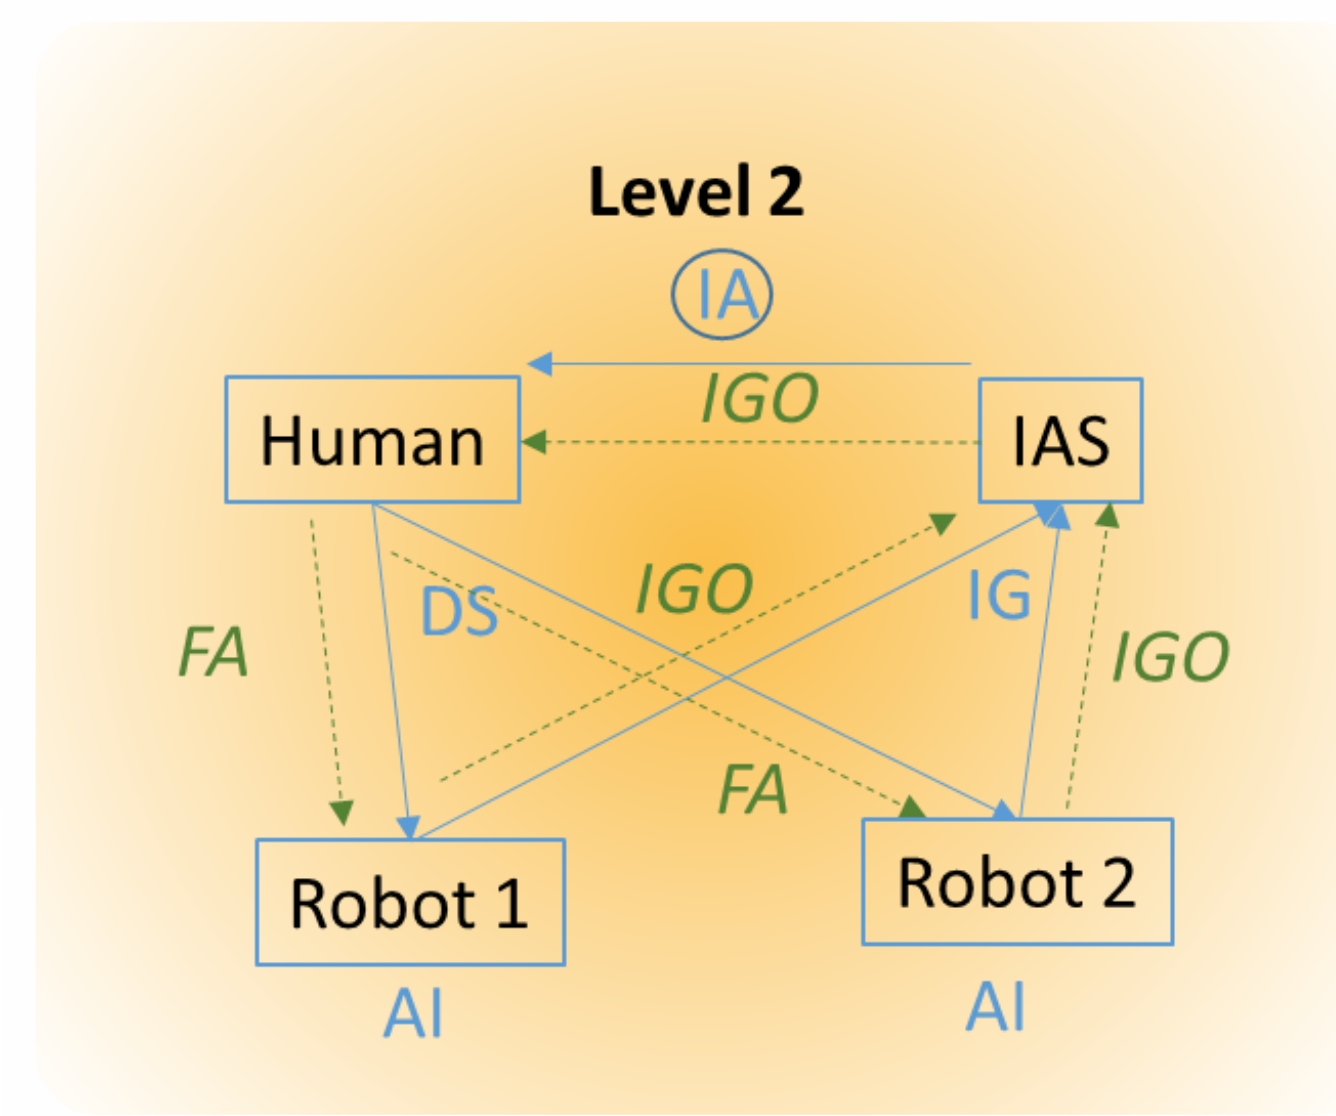 Level 2
IA
IGO
Human
IAS
DS
IGO
IG
FA
IGO
FA
Robot 1
Robot 2
AI
AI